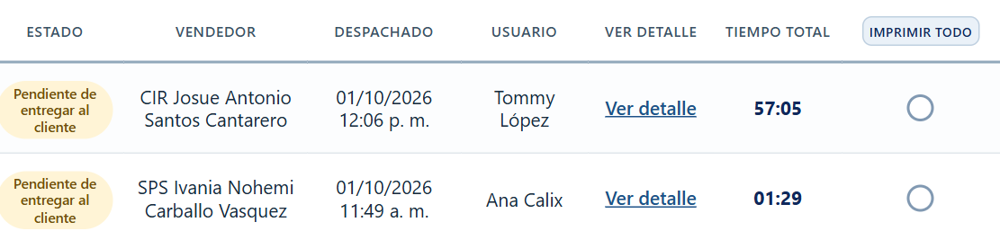 ESTADO VENDEDOR DESPACHADO USUARIO VER DETALLE TIEMPO TOTAL IMPRIMIR TODO
Pendiente de
entregar al
cliente
CIR Josue Antonio
Santos Cantarero
01/10/2026
12:06 p. m.
Tommy
López
Ver detalle
57:05
Pendiente de
entregar al
cliente
SPS Ivania Nohemi
Carballo Vasquez
01/10/2026
11:49 a. m.
Ana Calix
Ver detalle
01:29